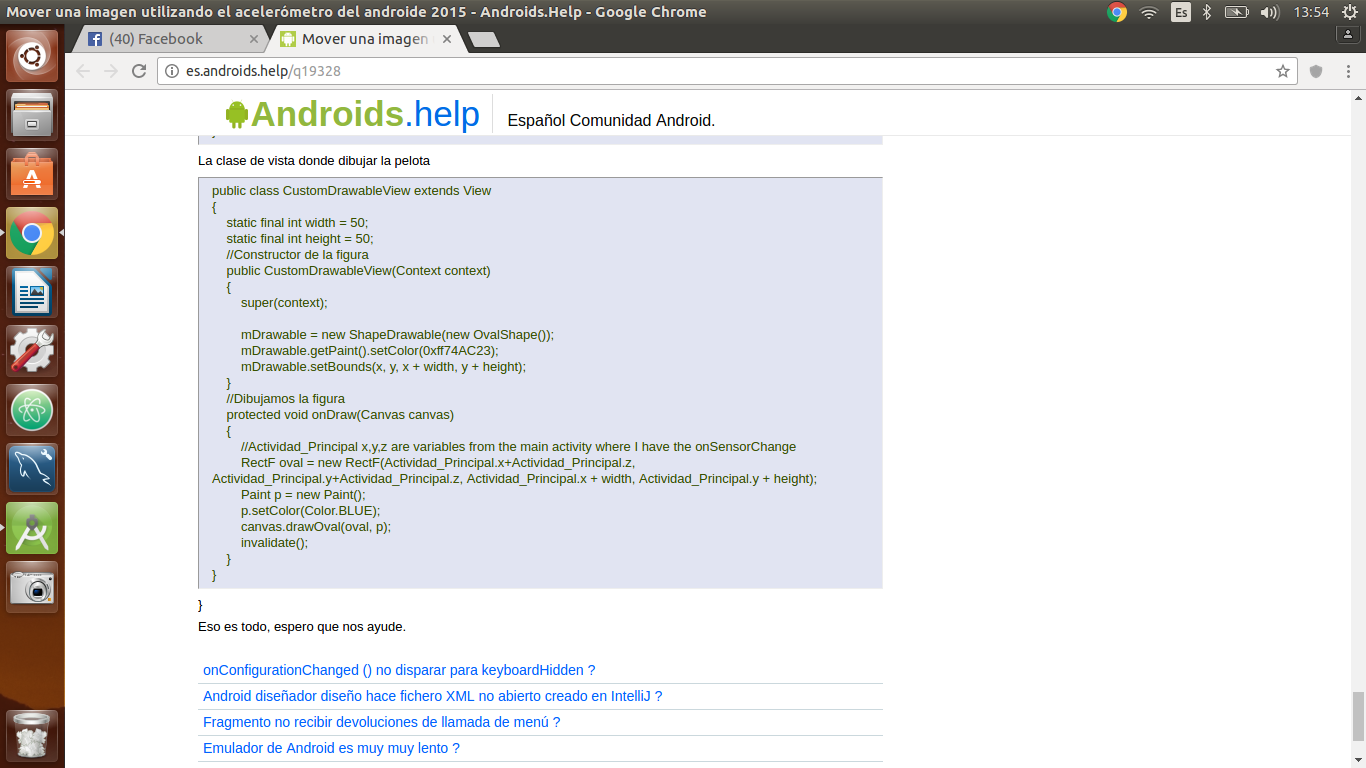 Mover una imagen utilizando el acelerómetro del androide 2015 - Androids.Help - Google Chrome
Es
13:54
(40) Facebook
Mover una imagen
es.androids.help/q19328
Androids.help
Español Comunidad Android.
La clase de vista donde dibujar la pelota
public class CustomDrawableView extends View
{
static final int width = 50;
static final int height = 50;
//Constructor de la figura
public CustomDrawableView(Context context)
{
super(context);
mDrawable = new ShapeDrawable(new OvalShape());
mDrawable.getPaint().setColor(0xff74AC23);
mDrawable.setBounds(x, y, x + width, y + height);
}
//Dibujamos la figura
protected void onDraw(Canvas canvas)
{
//Actividad_Principal x,y,z are variables from the main activity where I have the onSensorChange
RectF oval = new RectF(Actividad_Principal.x+Actividad_Principal.z,
Actividad_Principal.y+Actividad_Principal.z, Actividad_Principal.x + width, Actividad_Principal.y + height);
Paint p = new Paint();
p.setColor(Color.BLUE);
canvas.drawOval(oval, p);
invalidate();
}
}
}
Eso es todo, espero que nos ayude.
onConfigurationChanged () no disparar para keyboardHidden ?
Android diseñador diseño hace fichero XML no abierto creado en IntelliJ ?
Fragmento no recibir devoluciones de llamada de menú ?
Emulador de Android es muy muy lento ?